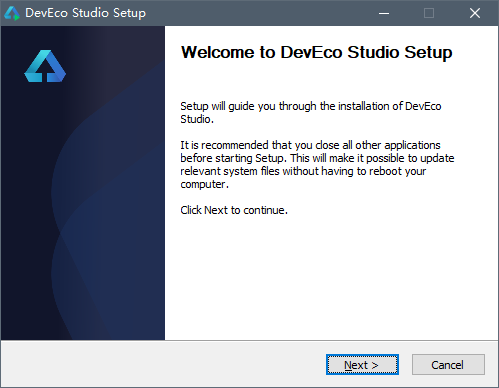 DevEco Studio Setup
Welcome to DevEco Studio Setup
Setup will guide you through the installation of DevEco
Studio.
It is recommended that you close all other applications
before starting Setup. This will make it possible to update
relevant system files without having to reboot your
computer.
Click Next to continue.
Next >
Cancel